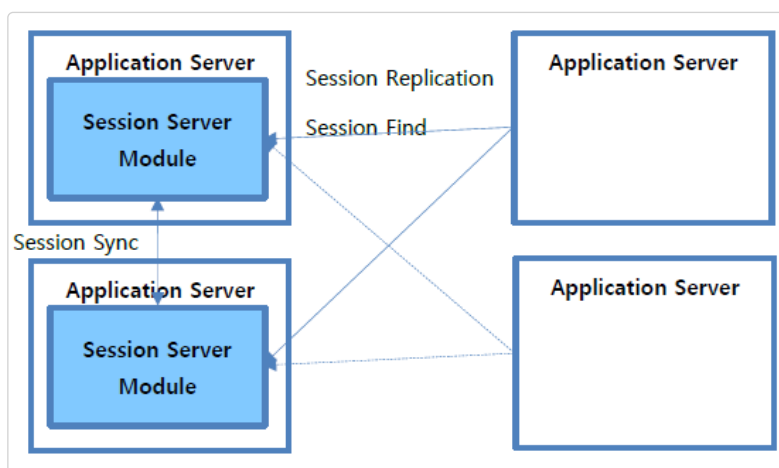 Application Server
Session Server
Module
Session Replication
Session Find
Application Server
Session Sync
Application Server
Session Server
Module
Application Server